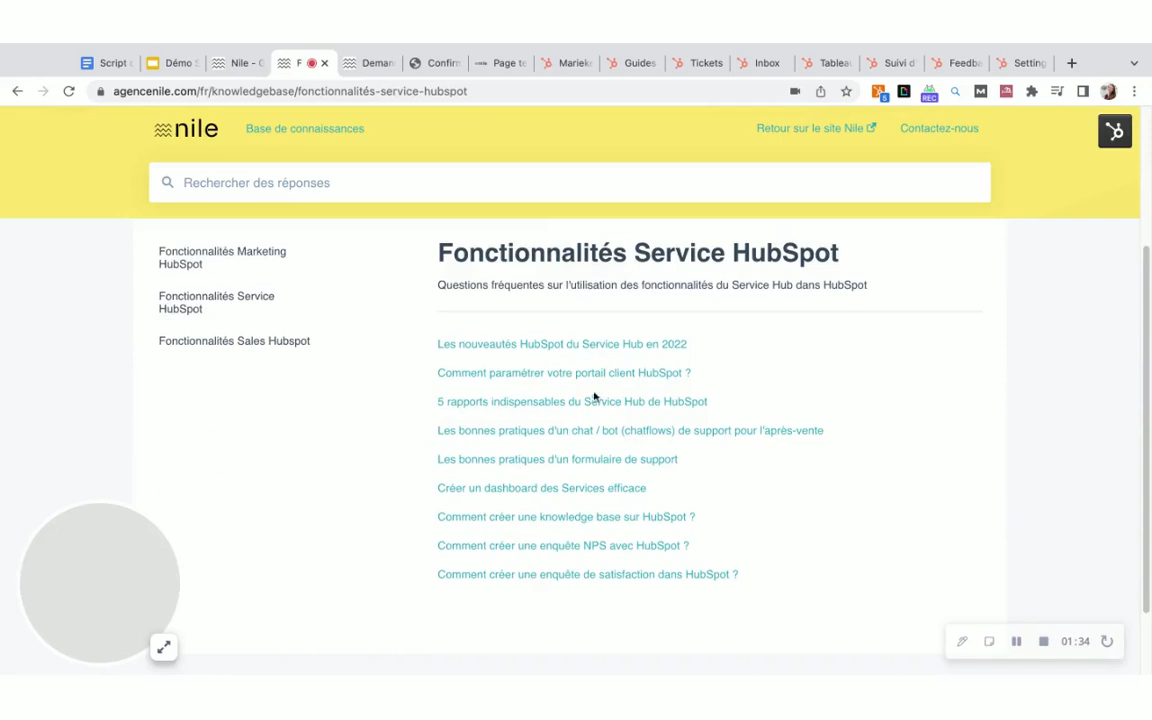 Script
Démo
Nile -
F
Deman
Confirm
Page te
Marieke
Guides
Tickets
Inbox
Tableau
Suivi d'
Feedba
Setting
agencenile.com/fr/knowledgebase/fonctionnalités-service-hubspot
5
REC
M
nile
Base de connaissances
Retour sur le site Nile
Contactez-nous
Rechercher des réponses
Fonctionnalités Marketing
HubSpot
Fonctionnalités Service
HubSpot
Fonctionnalités Sales Hubspot
Fonctionnalités Service HubSpot
Questions fréquentes sur l'utilisation des fonctionnalités du Service Hub dans HubSpot
Les nouveautés HubSpot du Service Hub en 2022
Comment paramétrer votre portail client HubSpot ?
5 rapports indispensables du Service Hub de HubSpot
Les bonnes pratiques d'un chat / bot (chatflows) de support pour l'après-vente
Les bonnes pratiques d'un formulaire de support
Créer un dashboard des Services efficace
Comment créer une knowledge base sur HubSpot ?
Comment créer une enquête NPS avec HubSpot ?
Comment créer une enquête de satisfaction dans HubSpot ?
01:34